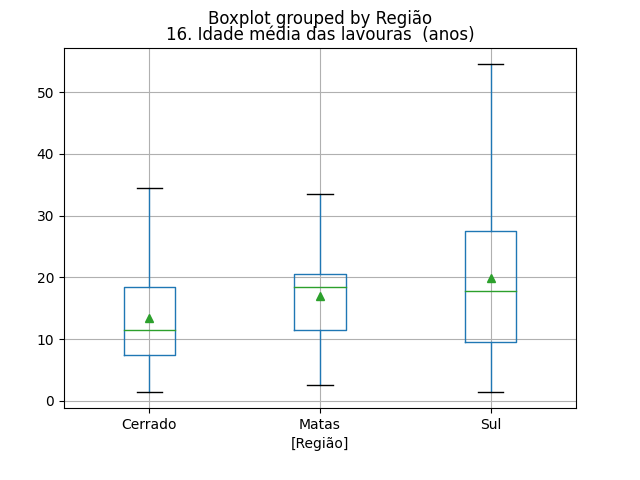 Boxplot grouped by Região
16. Idade média das lavouras  (anos)
50
40
30
20
10
0
Cerrado
Matas
Sul
[Região]